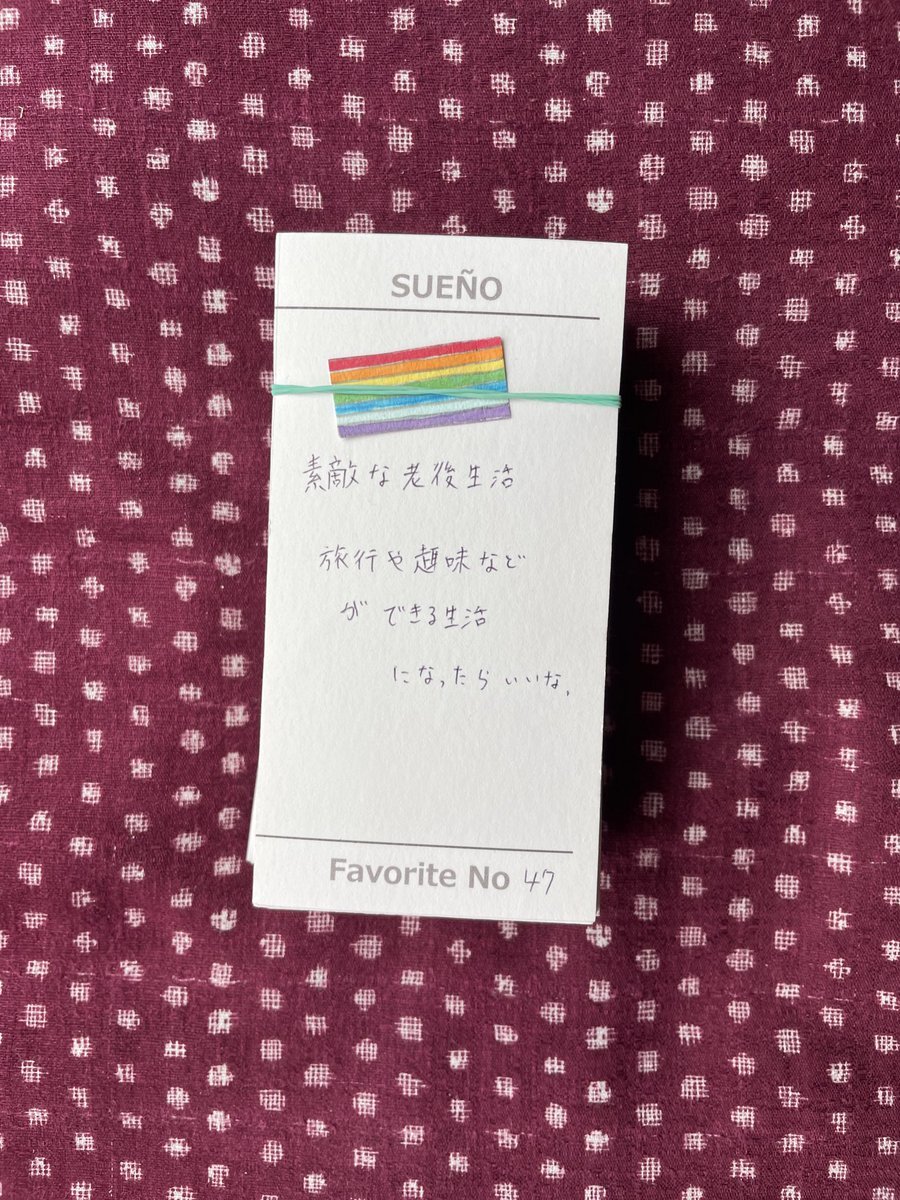 SUEÑO
素敵な老後生活
旅行や趣味など
ができる生活
になったらいいな。
Favorite No 47